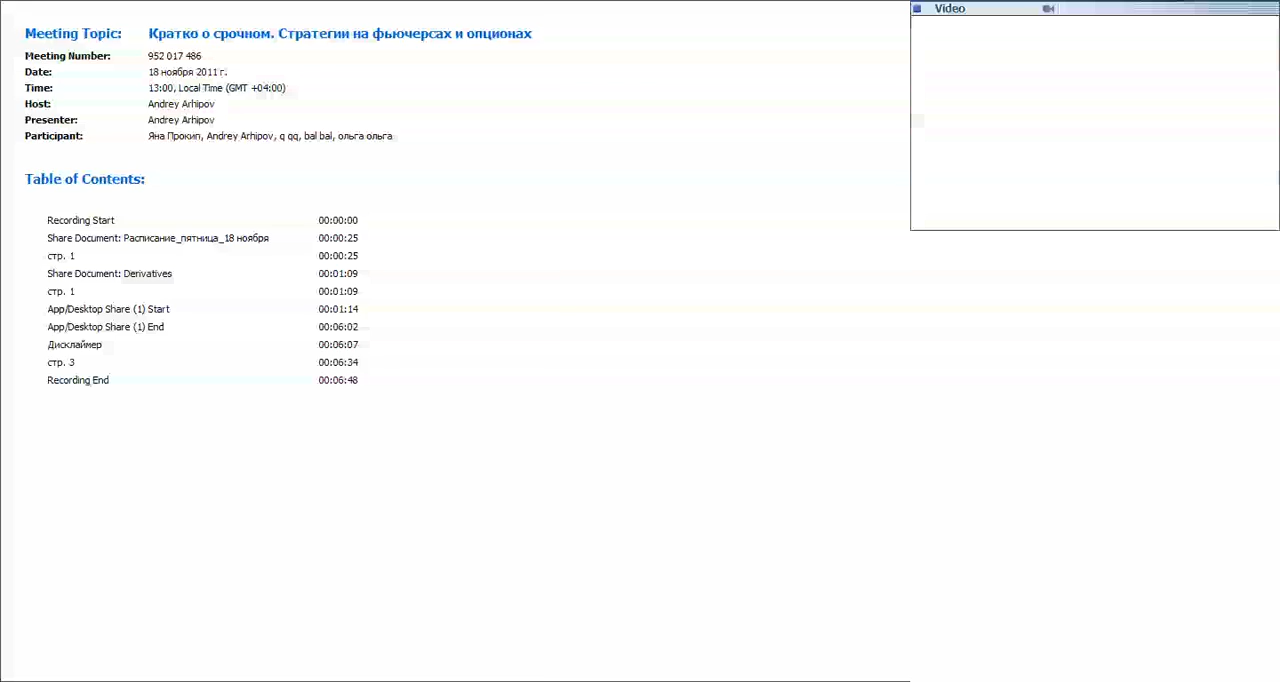 Video
Meeting Topic: Кратко о срочном. Стратегии на фьючерсах и опционах
Meeting Number: 952 017 486
Date: 18 ноября 2011 г.
Time: 13:00, Local Time (GMT +04:00)
Host: Andrey Arhipov
Presenter: Andrey Arhipov
Participant: Яна Прокип, Andrey Arhipov, q qq, bal bal, ольга ольга
Table of Contents:
Recording Start 00:00:00
Share Document: Расписание_пятница_18 ноября 00:00:25
стр. 1 00:00:25
Share Document: Derivatives 00:01:09
стр. 1 00:01:09
App/Desktop Share (1) Start 00:01:14
App/Desktop Share (1) End 00:06:02
Дисклаймер 00:06:07
стр. 3 00:06:34
Recording End 00:06:48